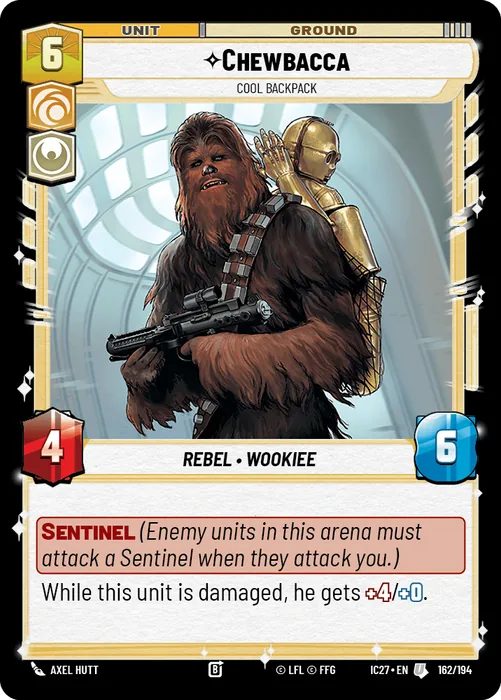 UNIT
GROUND
6
CHEWBACCA
COOL BACKPACK
4
REBEL • WOOKIEE
6
SENTINEL (Enemy units in this arena must
attack a Sentinel when they attack you.)
While this unit is damaged, he gets +4/+0.
AXEL HUTT
B
© LFL © FFG
IC27 • EN
U
162/194